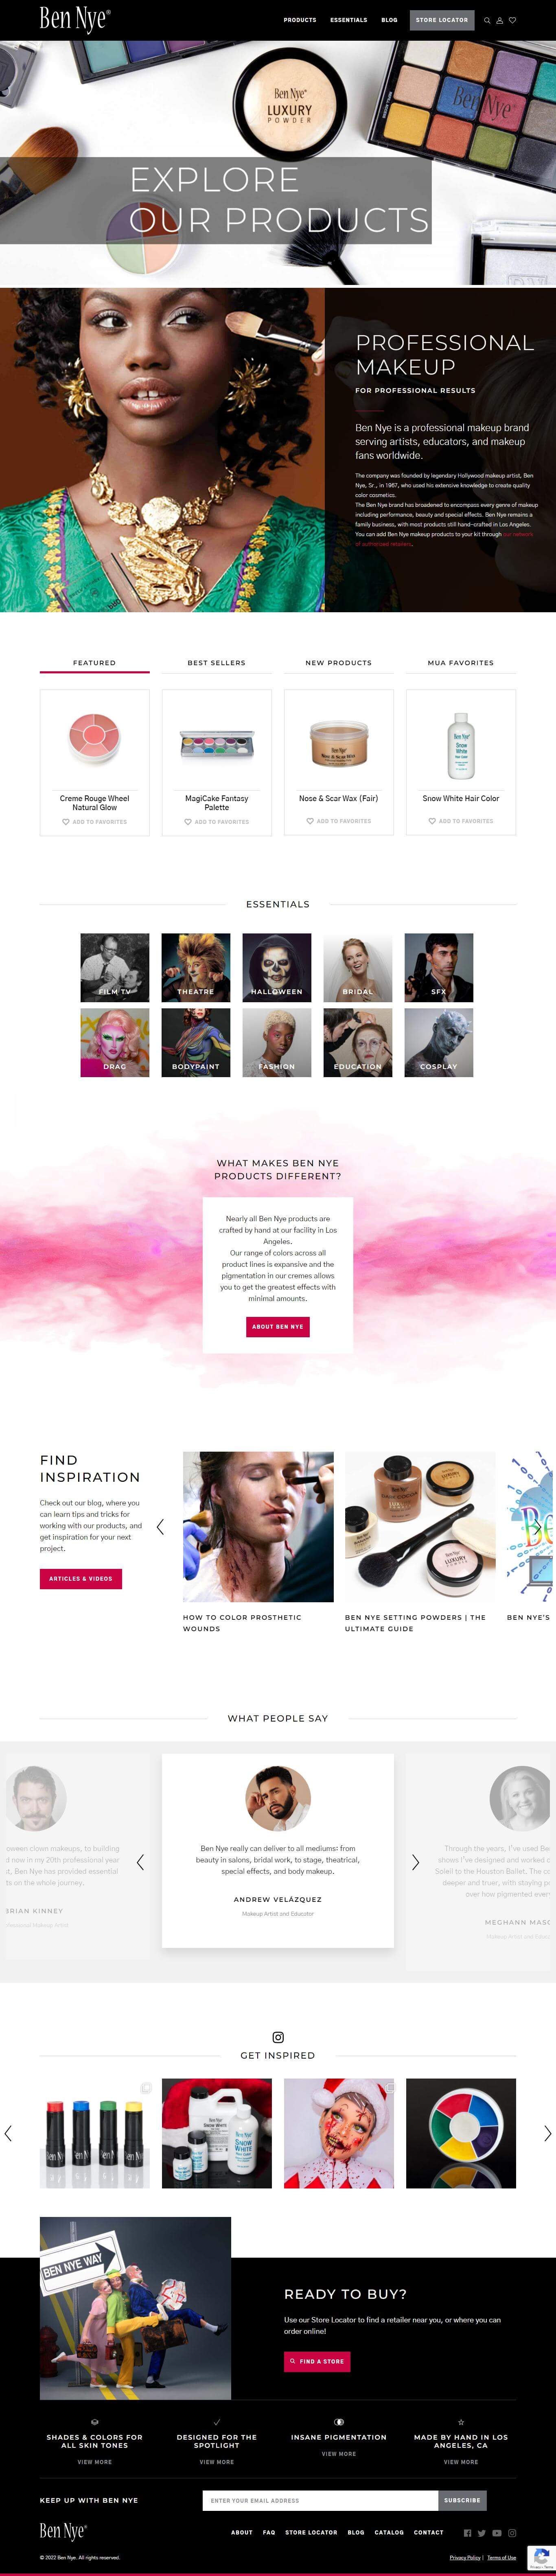 Ben Nye®
PRODUCTS ESSENTIALS BLOG STORE LOCATOR
Ben Nye
LUXURY
POWDER
Ben Nye
EXPLORE
OUR PRODUCTS
PROFESSIONAL
MAKEUP
FOR PROFESSIONAL RESULTS
Ben Nye is a professional makeup brand
serving artists, educators, and makeup
fans worldwide.
The company was founded by legendary Hollywood makeup artist, Ben
Nye, Sr., in 1967, who used his extensive knowledge to create quality
color cosmetics.
The Ben Nye brand has broadened to encompass every genre of makeup
including performance, beauty and special effects. Ben Nye remains a
family business, with most products still hand-crafted in Los Angeles.
You can add Ben Nye makeup products to your kit through our network
of authorized retailers.
FEATURED BEST SELLERS NEW PRODUCTS MUA FAVORITES
Ben Nye
Nose & Scar Wax
Ben Nye
Snow
White
Creme Rouge Wheel
Natural Glow
ADD TO FAVORITES
MagiCake Fantasy
Palette
ADD TO FAVORITES
Nose & Scar Wax (Fair)
ADD TO FAVORITES
Snow White Hair Color
ADD TO FAVORITES
ESSENTIALS
FILM TV THEATRE HALLOWEEN BRIDAL SFX
DRAG BODYPAINT FASHION EDUCATION COSPLAY
WHAT MAKES BEN NYE
PRODUCTS DIFFERENT?
Nearly all Ben Nye products are
crafted by hand at our facility in Los
Angeles.
Our range of colors across all
product lines is expansive and the
pigmentation in our cremes allows
you to get the greatest effects with
minimal amounts.
ABOUT BEN NYE
FIND
INSPIRATION
Check out our blog, where you
can learn tips and tricks for
working with our products, and
get inspiration for your next
project.
ARTICLES & VIDEOS
LUXURY
HOW TO COLOR PROSTHETIC
WOUNDS
BEN NYE SETTING POWDERS | THE
ULTIMATE GUIDE
BEN NYE'S
WHAT PEOPLE SAY
oween clown makeups, to building
t now in my 20th professional year
st, Ben Nye has provided essential
ts on the whole journey.
BRIAN KINNEY
Ben Nye really can deliver to all mediums: from
beauty in salons, bridal work, to stage, theatrical,
special effects, and body makeup.
ANDREW VELÁZQUEZ
Makeup Artist and Educator
Through the years, I've used Be
shows I've designed and worked
Soleil to the Houston Ballet. The co
deeper and truer, with staying po
over how pigmented every
MEGHANN MASO
GET INSPIRED
SNOW
WHITE
BEN NYE WAY
READY TO BUY?
Use our Store Locator to find a retailer near you, or where you can
order online!
FIND A STORE
SHADES & COLORS FOR
ALL SKIN TONES
VIEW MORE
DESIGNED FOR THE
SPOTLIGHT
VIEW MORE
INSANE PIGMENTATION
VIEW MORE
MADE BY HAND IN LOS
ANGELES, CA
VIEW MORE
KEEP UP WITH BEN NYE
ENTER YOUR EMAIL ADDRESS
SUBSCRIBE
Ben Nye®
ABOUT FAQ STORE LOCATOR BLOG CATALOG CONTACT
© 2022 Ben Nye. All rights reserved.
Privacy Policy | Terms of Use